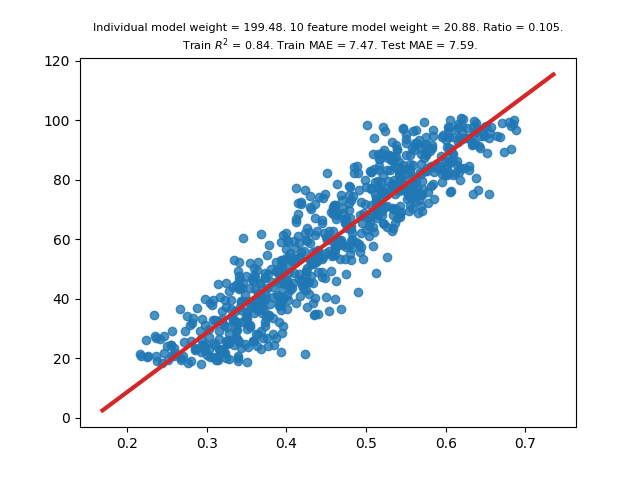 Individual model weight = 199.48. 10 feature model weight = 20.88. Ratio = 0.105.
Train R² = 0.84. Train MAE = 7.47. Test MAE = 7.59.
120
100
80
60
40
20
0
0.2 0.3 0.4 0.5 0.6 0.7